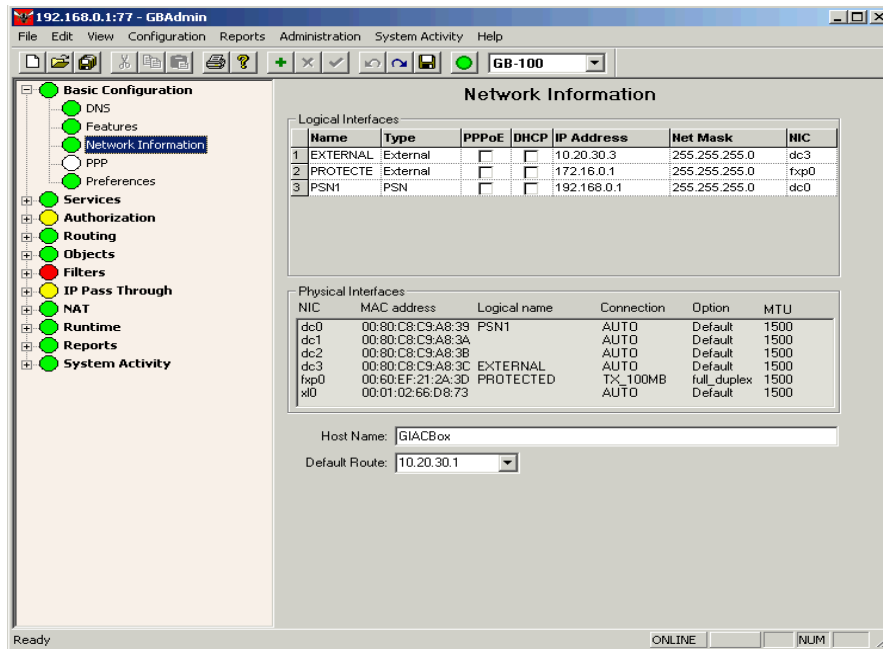 192.168.0.1:77 - GBAdmin
File Edit View Configuration Reports Administration System Activity Help
GB-100
Basic Configuration
DNS
Features
Network Information
PPP
Preferences
Services
Authorization
Routing
Objects
Filters
IP Pass Through
NAT
Runtime
Reports
System Activity
Network Information
Logical Interfaces
Name Type PPPoE DHCP IP Address Net Mask NIC
1 EXTERNAL External 10.20.30.3 255.255.255.0 dc3
2 PROTECTE External 172.16.0.1 255.255.255.0 fxp0
3 PSN1 PSN 192.168.0.1 255.255.255.0 dc0
Physical Interfaces
NIC MAC address Logical name Connection Option MTU
dc0 00:80:C8:C9:A8:39 PSN1 AUTO Default 1500
dc1 00:80:C8:C9:A8:3A AUTO Default 1500
dc2 00:80:C8:C9:A8:3B AUTO Default 1500
dc3 00:80:C8:C9:A8:3C EXTERNAL AUTO Default 1500
fxp0 00:60:EF:21:2A:3D PROTECTED TX_100MB full_duplex 1500
xl0 00:01:02:66:D8:73 AUTO Default 1500
Host Name: GIACBox
Default Route: 10.20.30.1
Ready ONLINE NUM